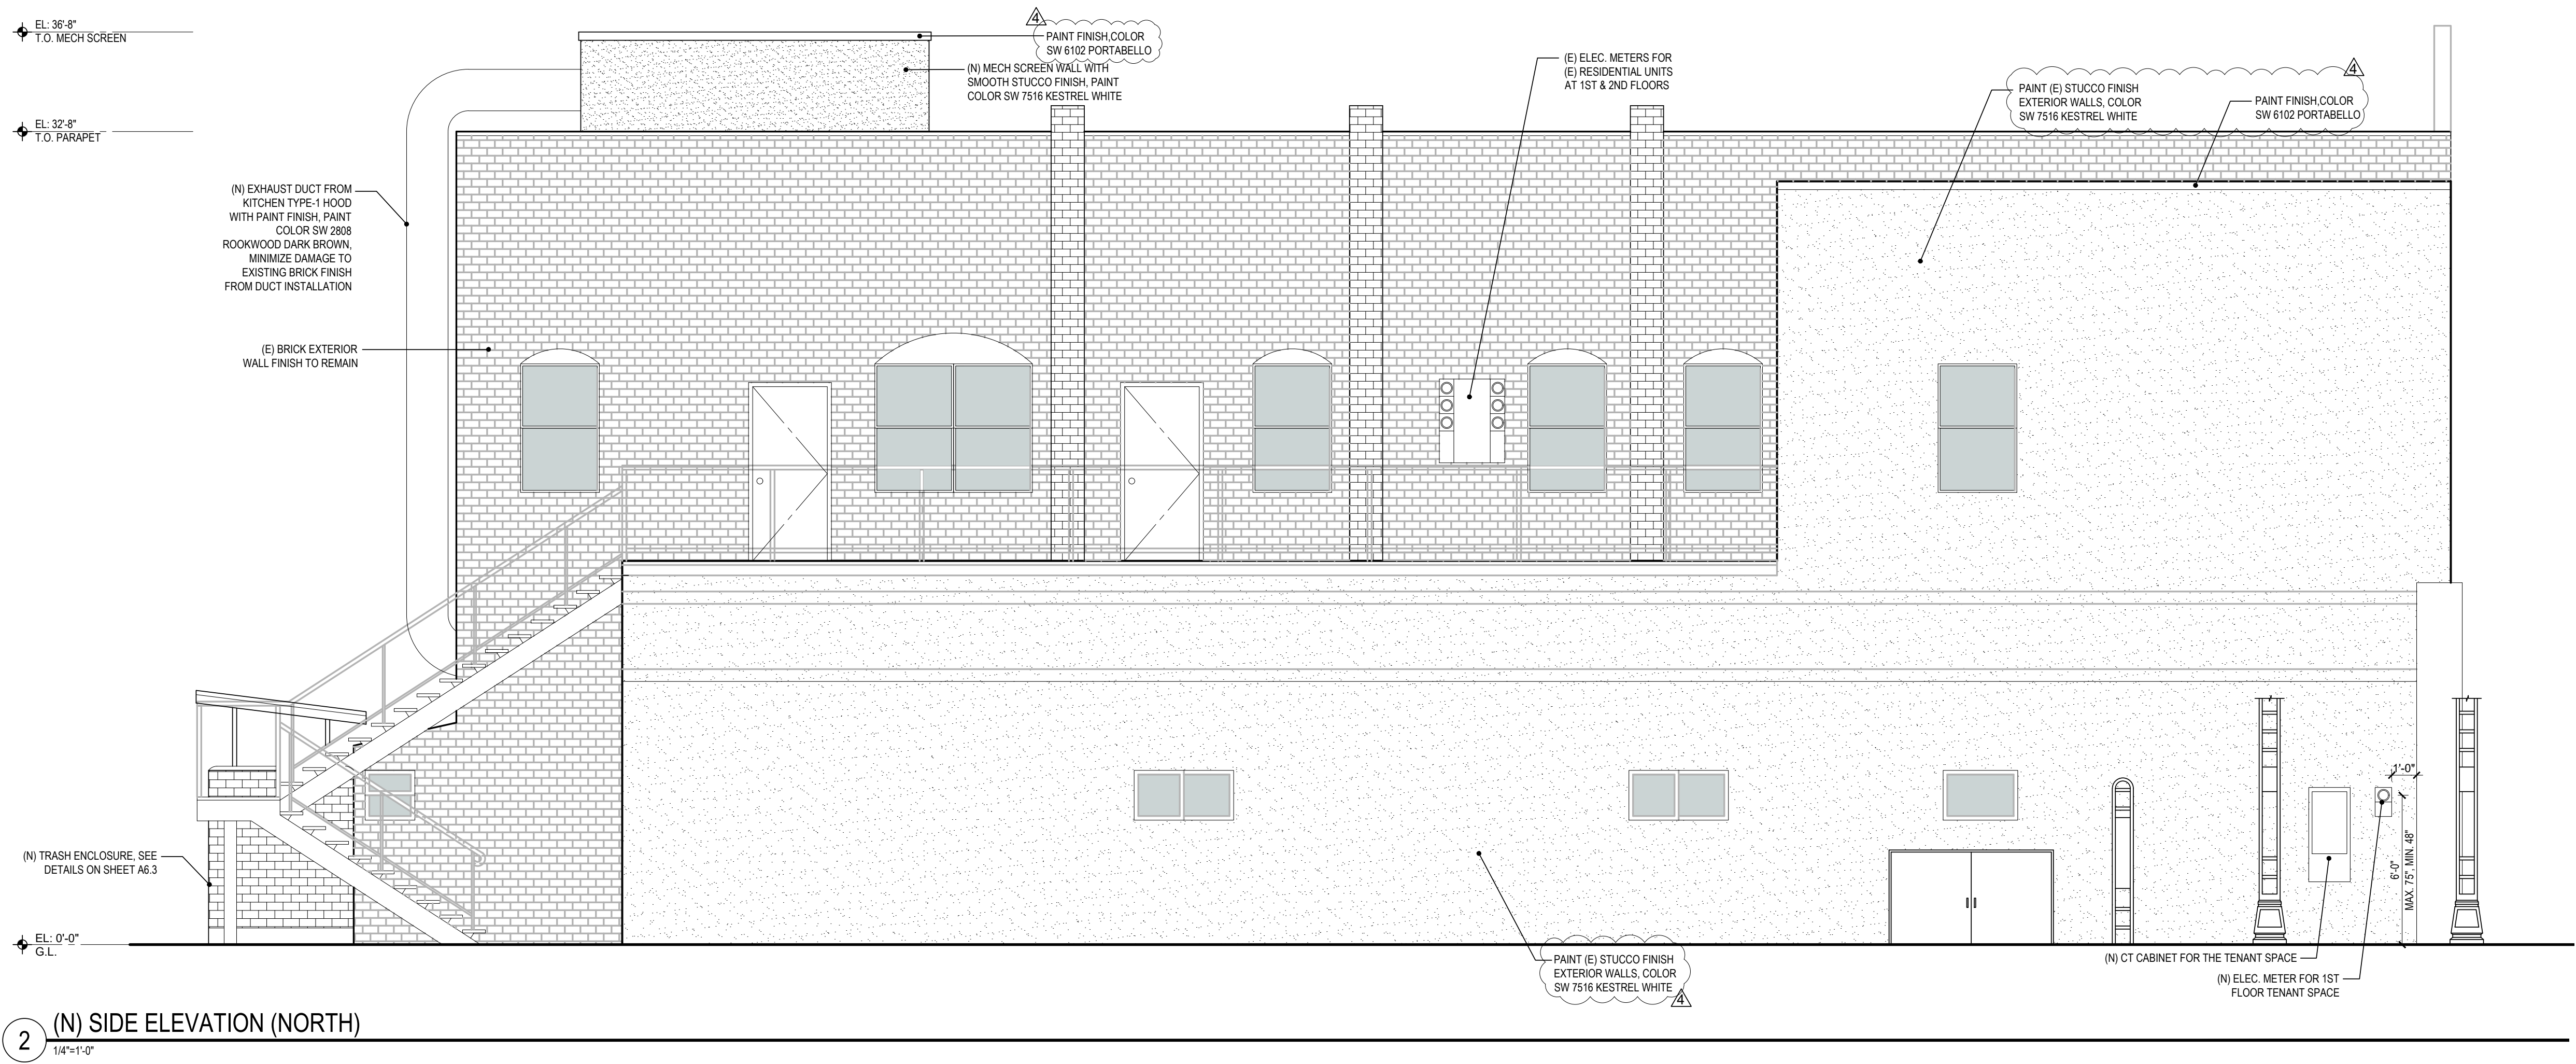 EL: 36'-8"
T.O. MECH SCREEN
EL: 32'-8"
T.O. PARAPET
4
PAINT FINISH,COLOR
SW 6102 PORTABELLO
(N) MECH SCREEN WALL WITH
SMOOTH STUCCO FINISH, PAINT
COLOR SW 7516 KESTREL WHITE
(E) ELEC. METERS FOR
(E) RESIDENTIAL UNITS
AT 1ST & 2ND FLOORS
4
PAINT (E) STUCCO FINISH
EXTERIOR WALLS, COLOR
SW 7516 KESTREL WHITE
PAINT FINISH,COLOR
SW 6102 PORTABELLO
(N) EXHAUST DUCT FROM
KITCHEN TYPE-1 HOOD
WITH PAINT FINISH, PAINT
COLOR SW 2808
ROOKWOOD DARK BROWN,
MINIMIZE DAMAGE TO
EXISTING BRICK FINISH
FROM DUCT INSTALLATION
(E) BRICK EXTERIOR
WALL FINISH TO REMAIN
1'-0"
6'-0"
MAX. 75", MIN. 48"
(N) TRASH ENCLOSURE, SEE
DETAILS ON SHEET A6.3
EL: 0'-0"
G.L.
PAINT (E) STUCCO FINISH
EXTERIOR WALLS, COLOR
SW 7516 KESTREL WHITE
4
(N) CT CABINET FOR THE TENANT SPACE
(N) ELEC. METER FOR 1ST
FLOOR TENANT SPACE
2
(N) SIDE ELEVATION (NORTH)
1/4"=1'-0"